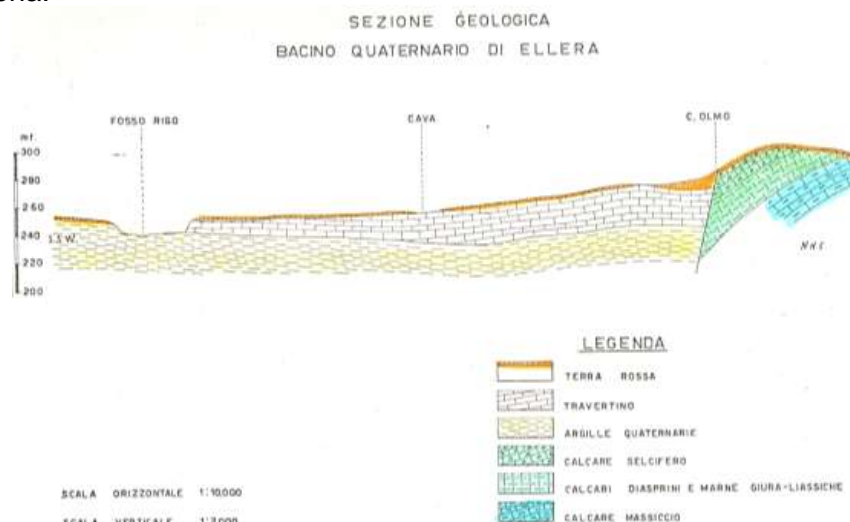 SEZIONE GEOLOGICA
BACINO QUATERNARIO DI ELLERA
FOSSO RIGO
CAVA
C. OLMO
mt.
300
280
260
240
220
200
S.S.W.
LEGENDA
TERRA ROSSA
TRAVERTINO
ARGILLE QUATERNARIE
CALCARE SELCIFERO
CALCARI DIASPRINI E MARNE GIURA-LIASSICHE
CALCARE MASSICCIO
SCALA ORIZZONTALE 1:10.000
SCALA VERTICALE